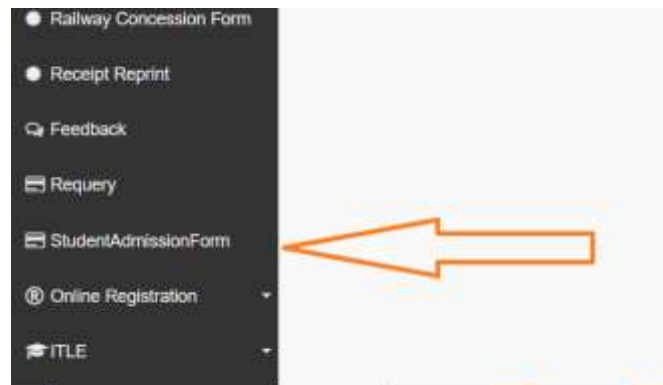 Railway Concession Form
Receipt Reprint
Feedback
Requery
StudentAdmissionForm
Online Registration
ITLE